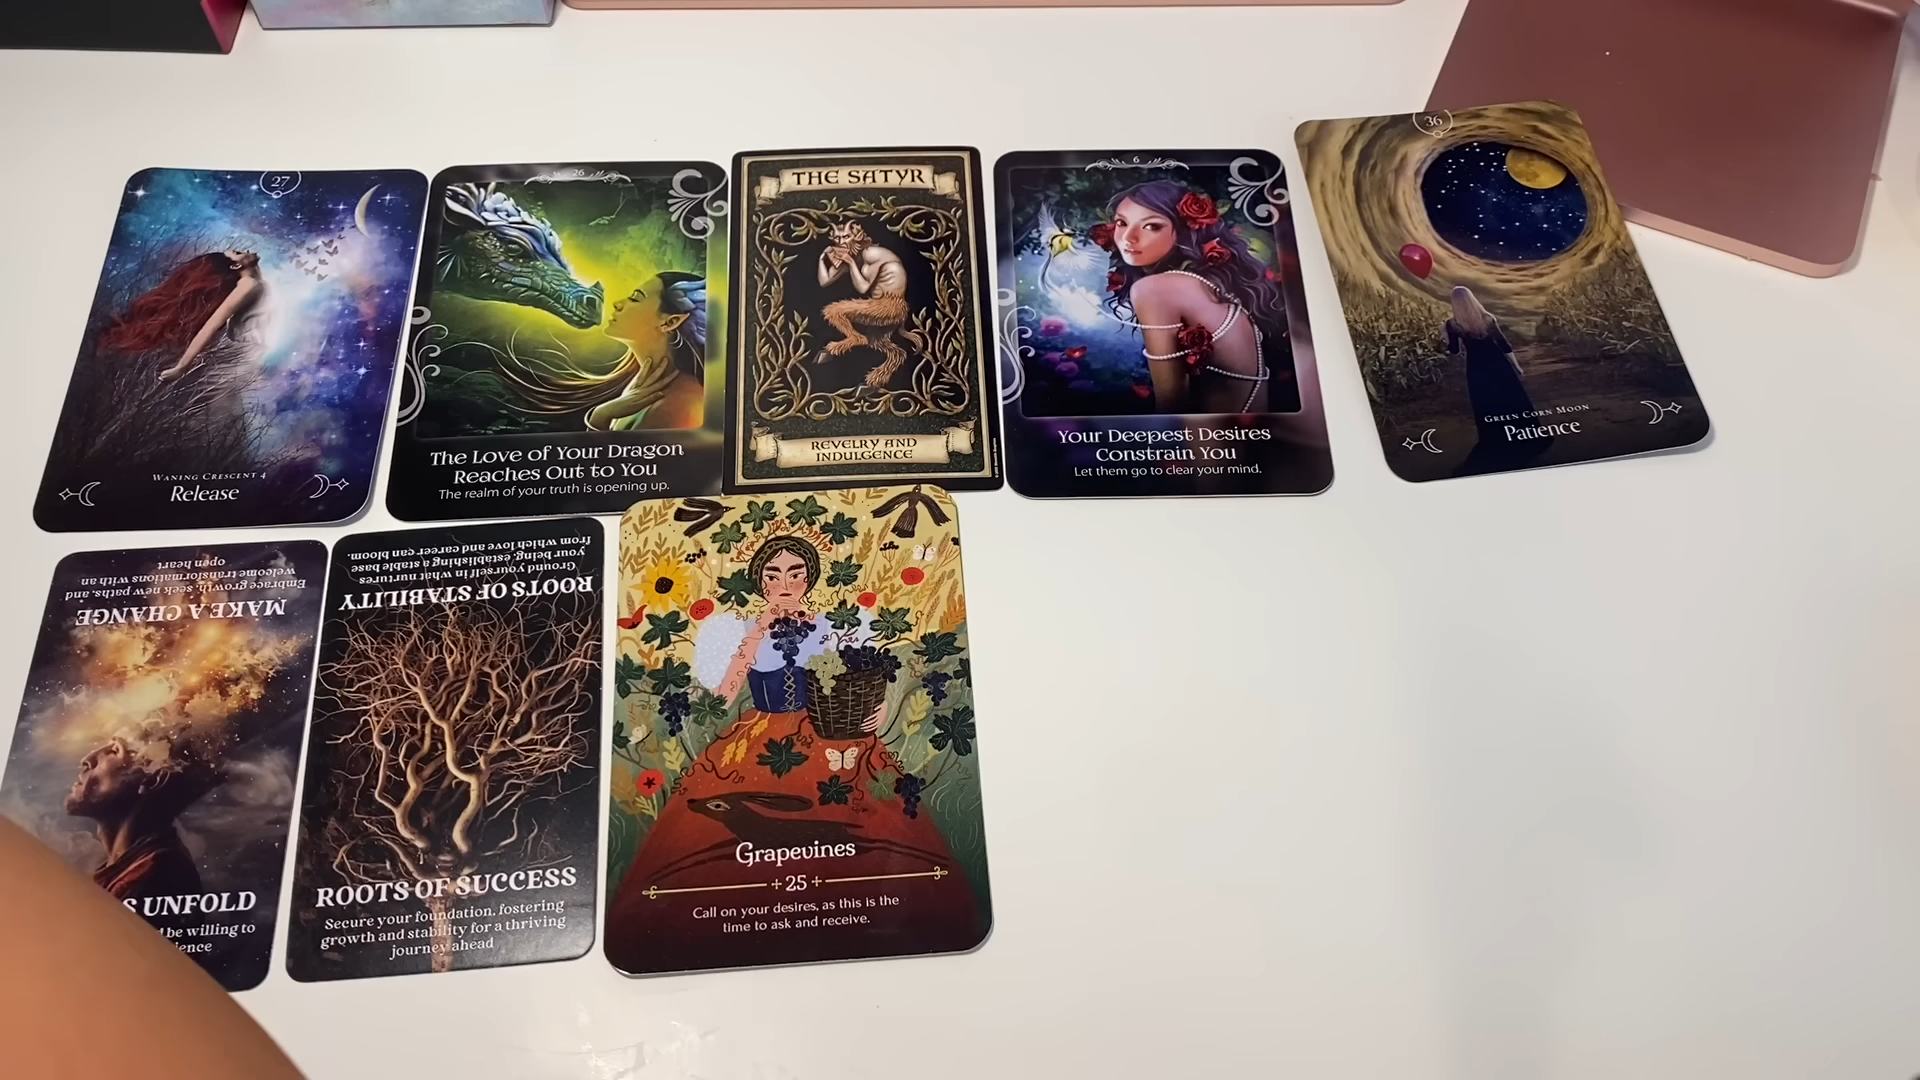 27
WANING CRESCENT 4
Release
26
The Love of Your Dragon
Reaches Out to You
The realm of your truth is opening up.
THE SATYR
REVELRY AND
INDULGENCE
6
Your Deepest Desires
Constrain You
Let them go to clear your mind.
36
GREEN CORN MOON
Patience
MAKE A CHANGE
Embrace growth, seek new paths, and
welcome transformations with an
open heart
S UNFOLD
be willing to
ROOTS OF STABILITY
Ground yourself in what nurtures
your being, establishing a stable base
from which love and career can bloom.
ROOTS OF SUCCESS
Secure your foundation, fostering
growth and stability for a thriving
journey ahead
Grapevines
25
Call on your desires, as this is the
time to ask and receive.